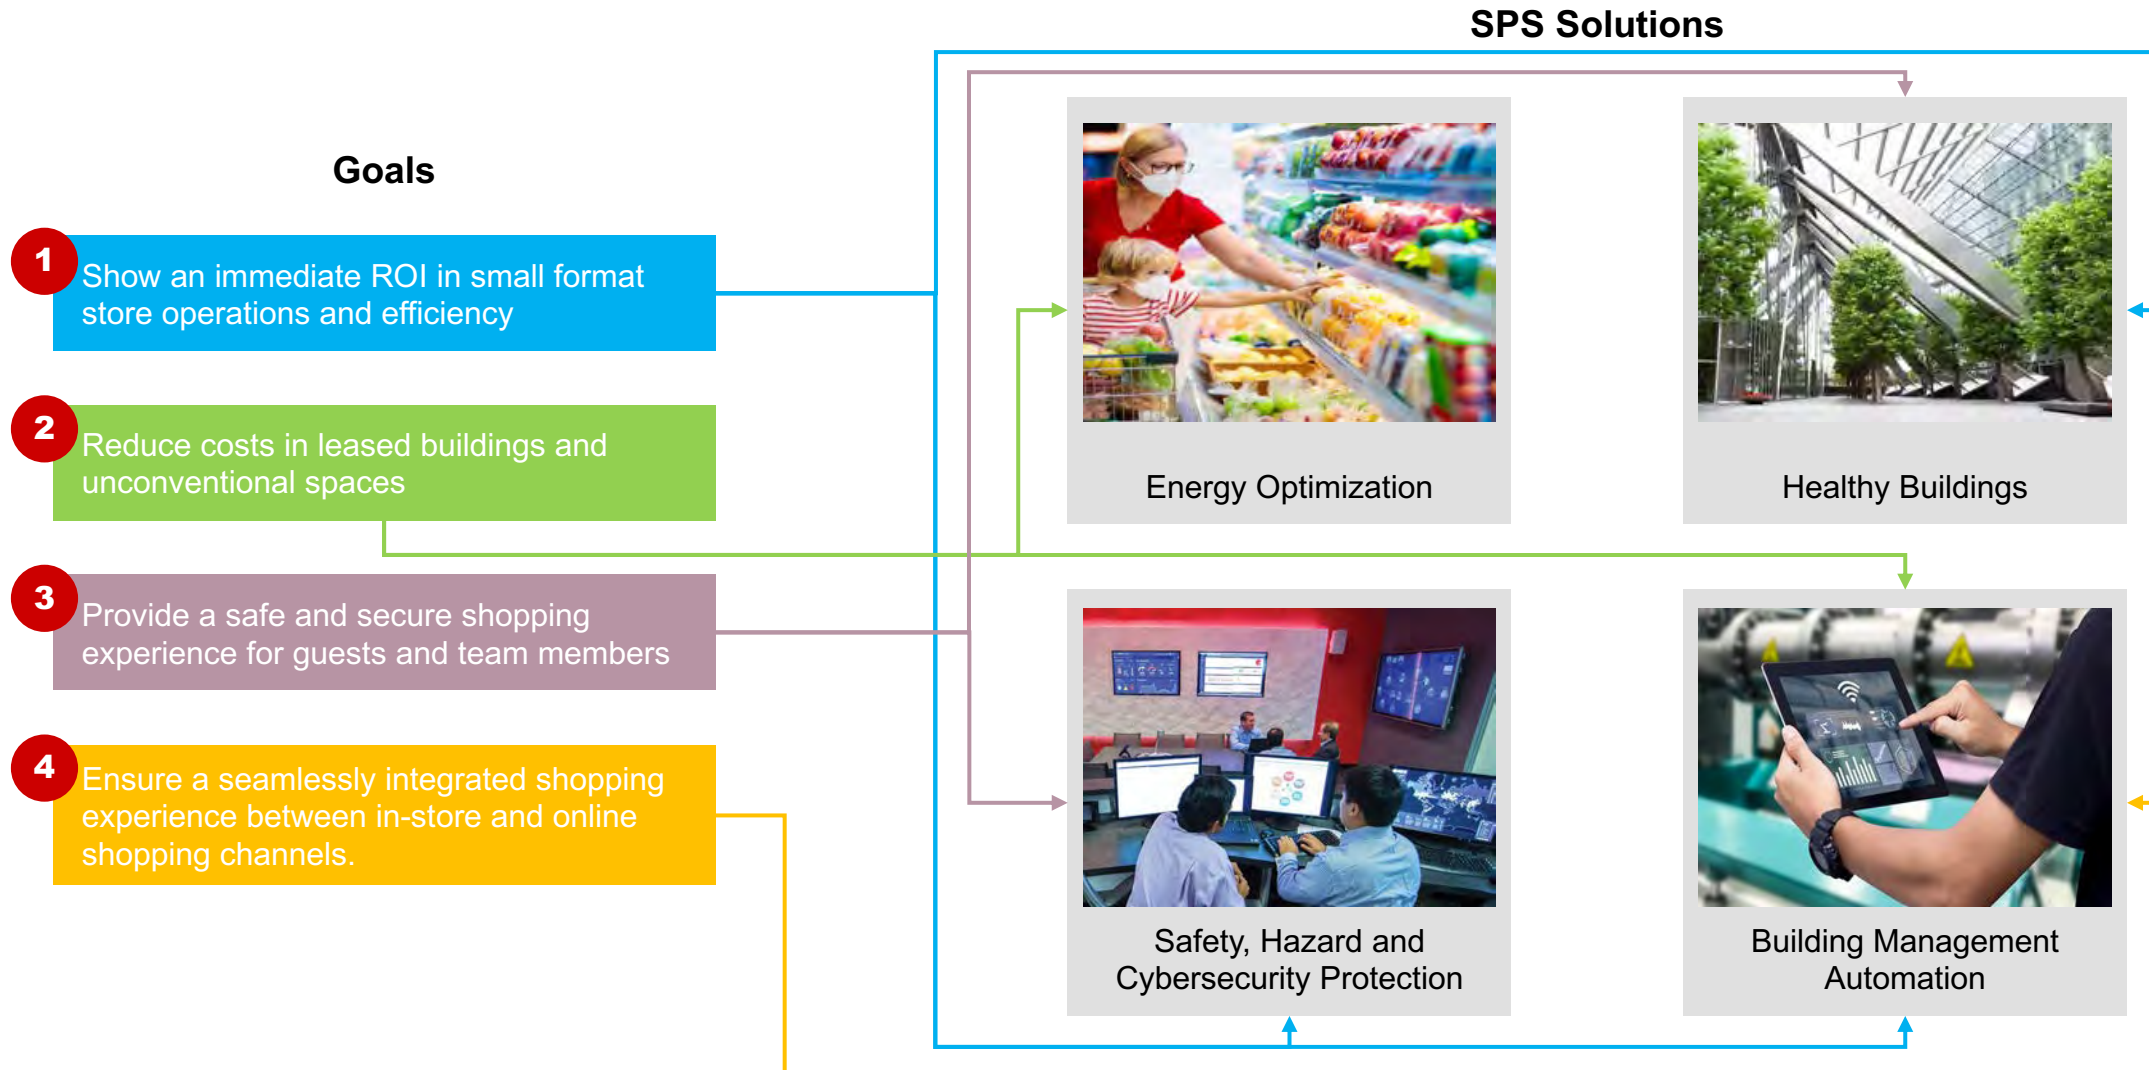 SPS Solutions
Goals
1
Show an immediate ROI in small format
store operations and efficiency
2
Reduce costs in leased buildings and
unconventional spaces
3
Provide a safe and secure shopping
experience for guests and team members
4
Ensure a seamlessly integrated shopping
experience between in-store and online
shopping channels.
Energy Optimization
Healthy Buildings
Safety, Hazard and
Cybersecurity Protection
Building Management
Automation